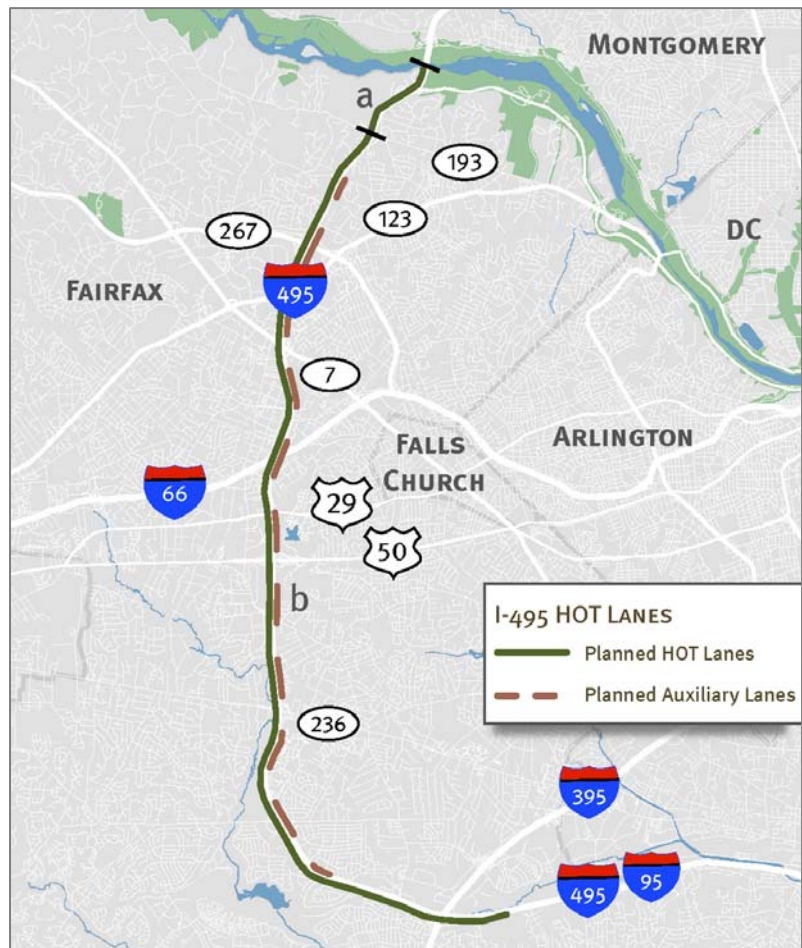 MONTGOMERY
a
193
123
267
DC
495
FAIRFAX
7
FALLS
CHURCH
ARLINGTON
66
29
50
b
I-495 HOT LANES
Planned HOT Lanes
Planned Auxiliary Lanes
236
395
495
95